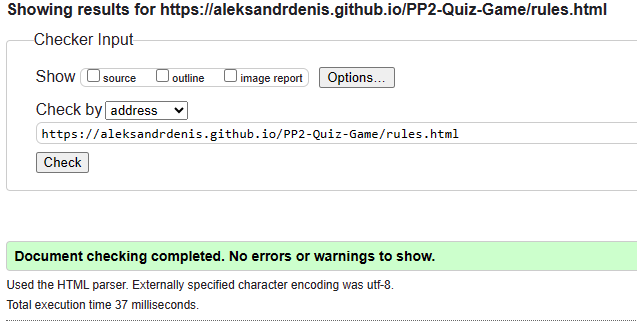 Showing results for https://aleksandrdenis.github.io/PP2-Quiz-Game/rules.html
Checker Input
Show source outline image report Options...
Check by address
https://aleksandrdenis.github.io/PP2-Quiz-Game/rules.html
Check
Document checking completed. No errors or warnings to show.
Used the HTML parser. Externally specified character encoding was utf-8.
Total execution time 37 milliseconds.